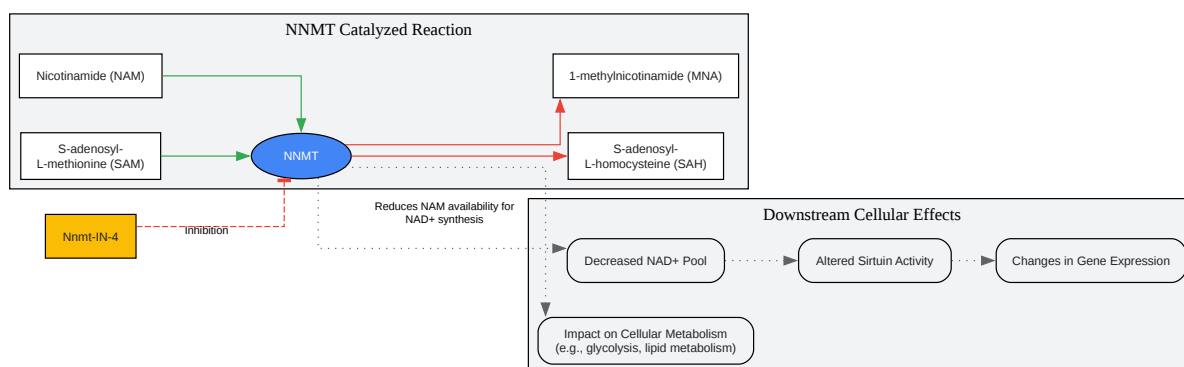 NNMT Catalyzed Reaction
Nicotinamide (NAM)
1-methylnicotinamide (MNA)
S-adenosyl-
L-methionine (SAM)
NNMT
S-adenosyl-
L-homocysteine (SAH)
Nnmt-IN-4
Inhibition
Reduces NAM availability for
NAD+ synthesis
Downstream Cellular Effects
Decreased NAD+ Pool
Altered Sirtuin Activity
Changes in Gene Expression
Impact on Cellular Metabolism
(e.g., glycolysis, lipid metabolism)